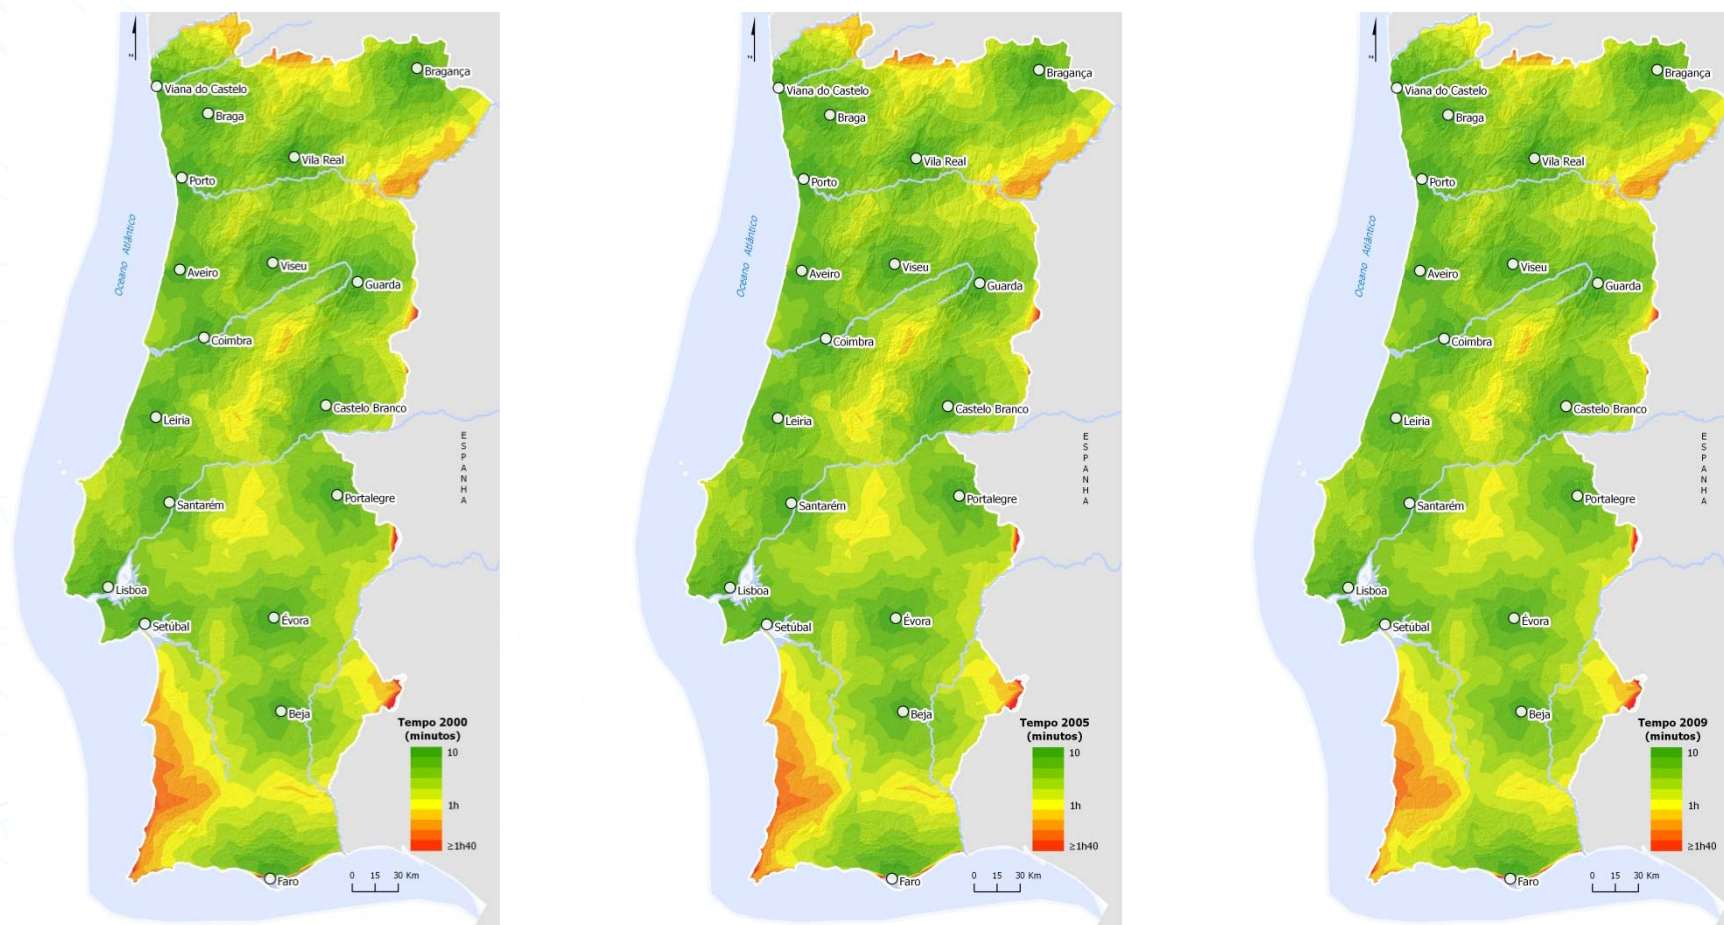 z
Viana do Castelo
Bragança
Braga
Vila Real
Porto
Oceano Atlântico
Aveiro
Viseu
Guarda
Coimbra
Leiria
Castelo Branco
ESPANHA
Santarém
Portalegre
Lisboa
Setúbal
Évora
Beja
Tempo 2000
(minutos)
10
1h
≥1h40
Faro
0 15 30 Km
z
Viana do Castelo
Bragança
Braga
Vila Real
Porto
Oceano Atlântico
Aveiro
Viseu
Guarda
Coimbra
Leiria
Castelo Branco
ESPANHA
Santarém
Portalegre
Lisboa
Setúbal
Évora
Beja
Tempo 2005
(minutos)
10
1h
≥1h40
Faro
0 15 30 Km
z
Viana do Castelo
Bragança
Braga
Vila Real
Porto
Oceano Atlântico
Aveiro
Viseu
Guarda
Coimbra
Leiria
Castelo Branco
ESPANHA
Santarém
Portalegre
Lisboa
Setúbal
Évora
Beja
Tempo 2009
(minutos)
10
1h
≥1h40
Faro
0 15 30 Km